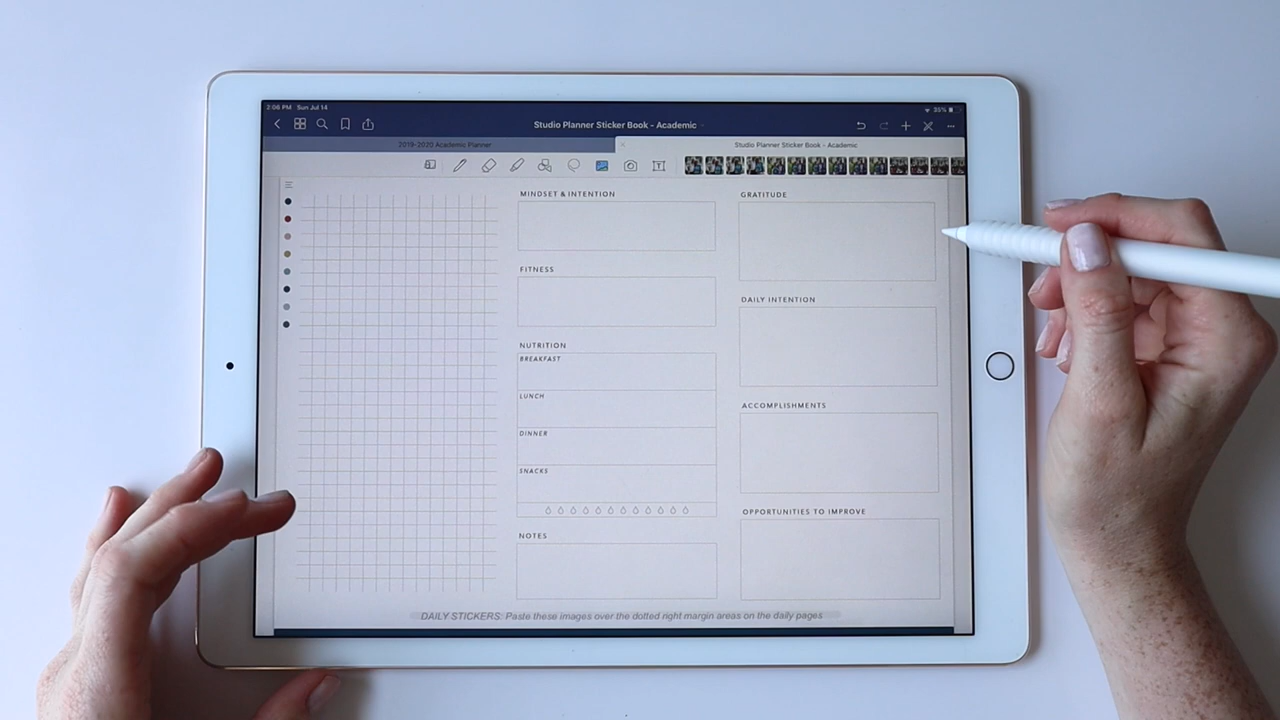 2:06 PM Sun Jul 14
35%
Studio Planner Sticker Book - Academic
2019-2020 Academic Planner
Studio Planner Sticker Book - Academic
MINDSET & INTENTION
FITNESS
NUTRITION
BREAKFAST
LUNCH
DINNER
SNACKS
NOTES
GRATITUDE
DAILY INTENTION
ACCOMPLISHMENTS
OPPORTUNITIES TO IMPROVE
DAILY STICKERS: Paste these images over the dotted right margin areas on the daily pages